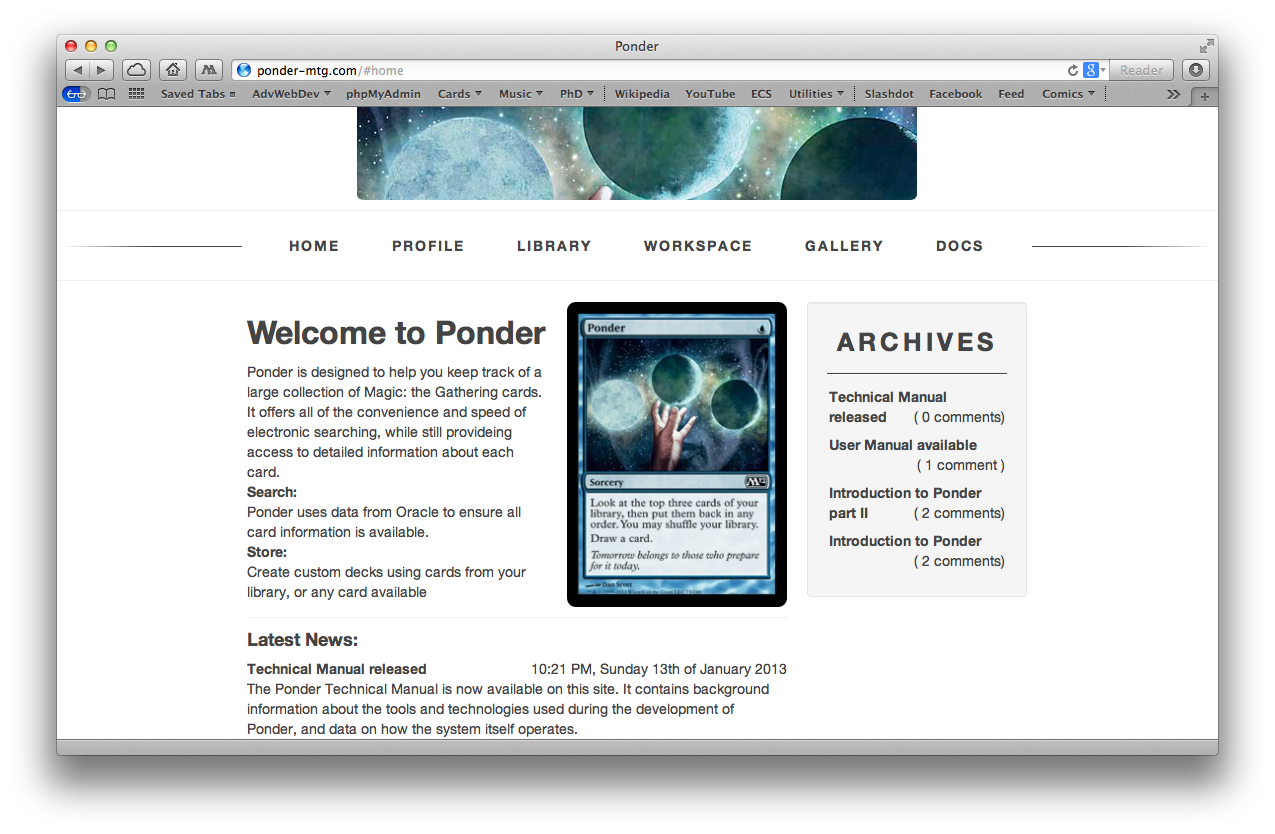 Ponder
ponder-mtg.com/#home
Reader
Saved Tabs
AdvWebDev
phpMyAdmin
Cards
Music
PhD
Wikipedia
YouTube
ECS
Utilities
Slashdot
Facebook
Feed
Comics
HOME
PROFILE
LIBRARY
WORKSPACE
GALLERY
DOCS
Welcome to Ponder
Ponder is designed to help you keep track of a
large collection of Magic: the Gathering cards.
It offers all of the convenience and speed of
electronic searching, while still provideing
access to detailed information about each
card.
Search:
Ponder uses data from Oracle to ensure all
card information is available.
Store:
Create custom decks using cards from your
library, or any card available
Ponder
Sorcery
Look at the top three cards of your
library, then put them back in any
order. You may shuffle your library.
Draw a card.
Tomorrow belongs to those who prepare
for it today.
Dan Scott
ARCHIVES
Technical Manual
released ( 0 comments)
User Manual available
( 1 comment )
Introduction to Ponder
part II ( 2 comments)
Introduction to Ponder
( 2 comments)
Latest News:
Technical Manual released 10:21 PM, Sunday 13th of January 2013
The Ponder Technical Manual is now available on this site. It contains background
information about the tools and technologies used during the development of
Ponder, and data on how the system itself operates.